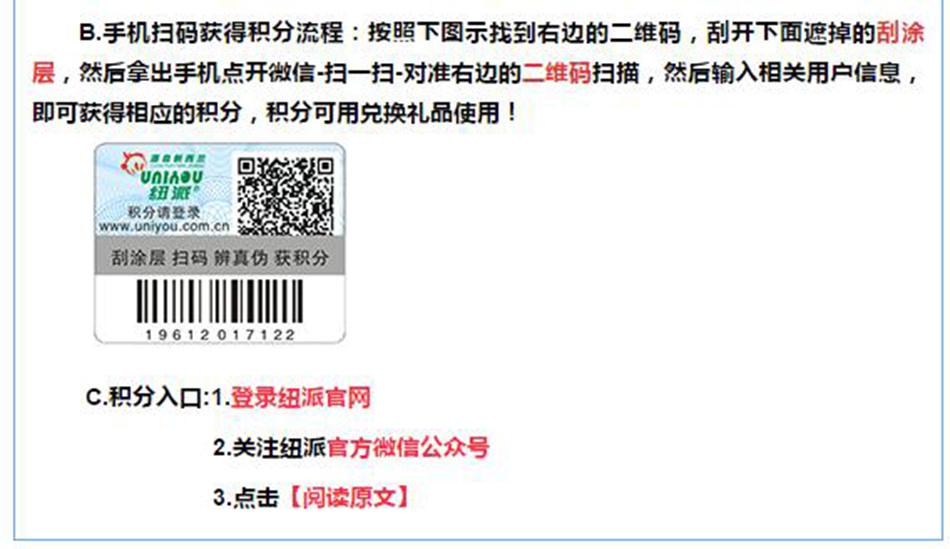 B.手机扫码获得积分流程：按照下图示找到右边的二维码，刮开下面遮掉的刮涂
层，然后拿出手机点开微信-扫一扫-对准右边的二维码扫描，然后输入相关用户信息，
即可获得相应的积分，积分可用兑换礼品使用！
源自新西兰
UNIAOU
纽派®
积分请登录
www.uniyou.com.cn
刮涂层 扫码 辨真伪 获积分
19612017122
C.积分入口:1.登录纽派官网
2.关注纽派官方微信公众号
3.点击【阅读原文】